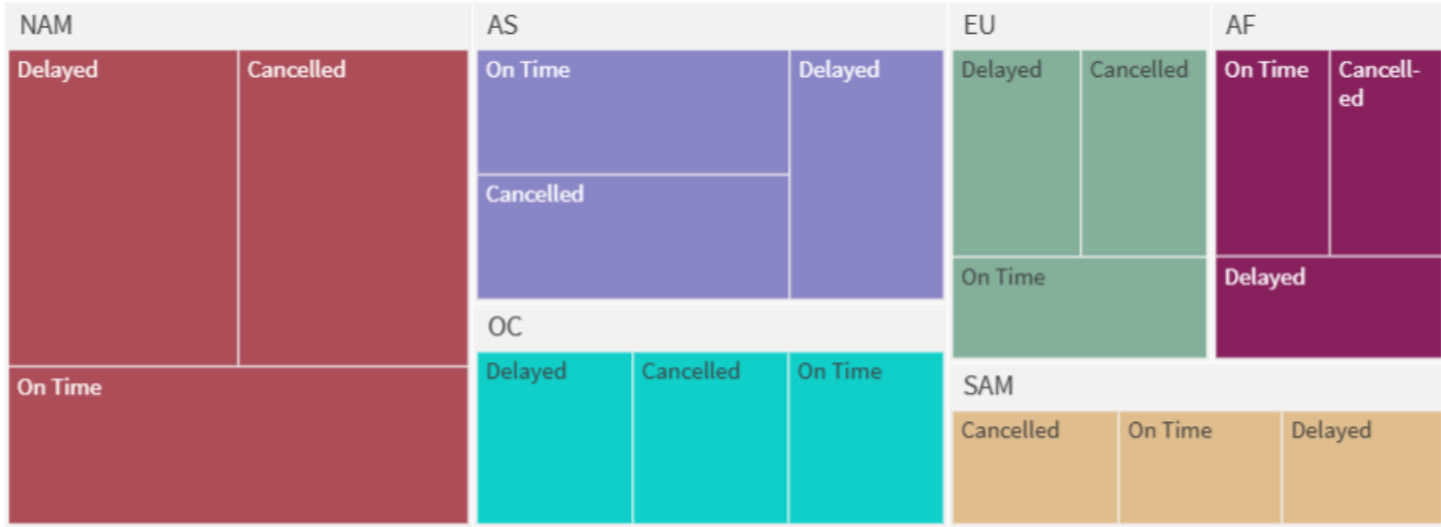 NAM
Delayed
Cancelled
On Time
AS
On Time
Delayed
Cancelled
OC
Delayed
Cancelled
On Time
EU
Delayed
Cancelled
On Time
AF
On Time
Cancell-
ed
Delayed
SAM
Cancelled
On Time
Delayed